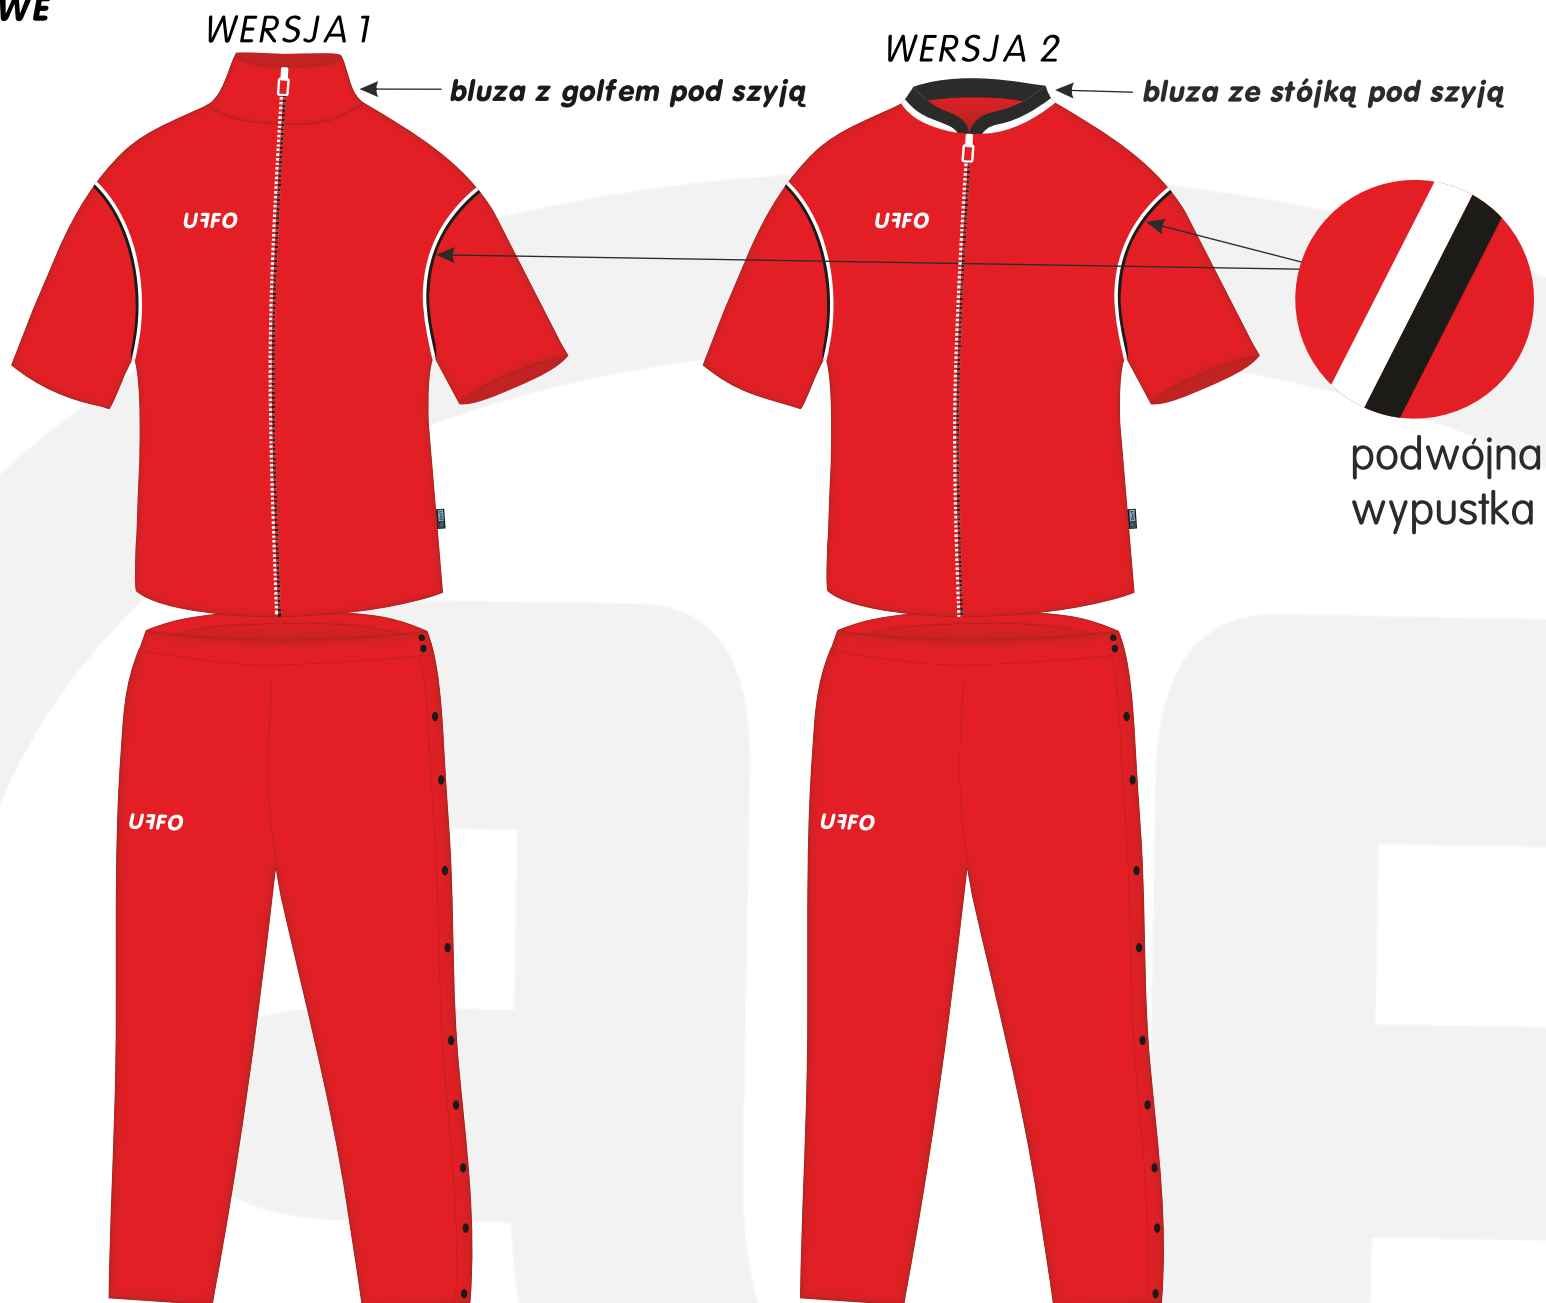 WE
WERSJA 1
WERSJA 2
bluza z golfem pod szyją
bluza ze stójką pod szyją
UFFO
UFFO
podwójna
wypustka
UFFO
UFFO